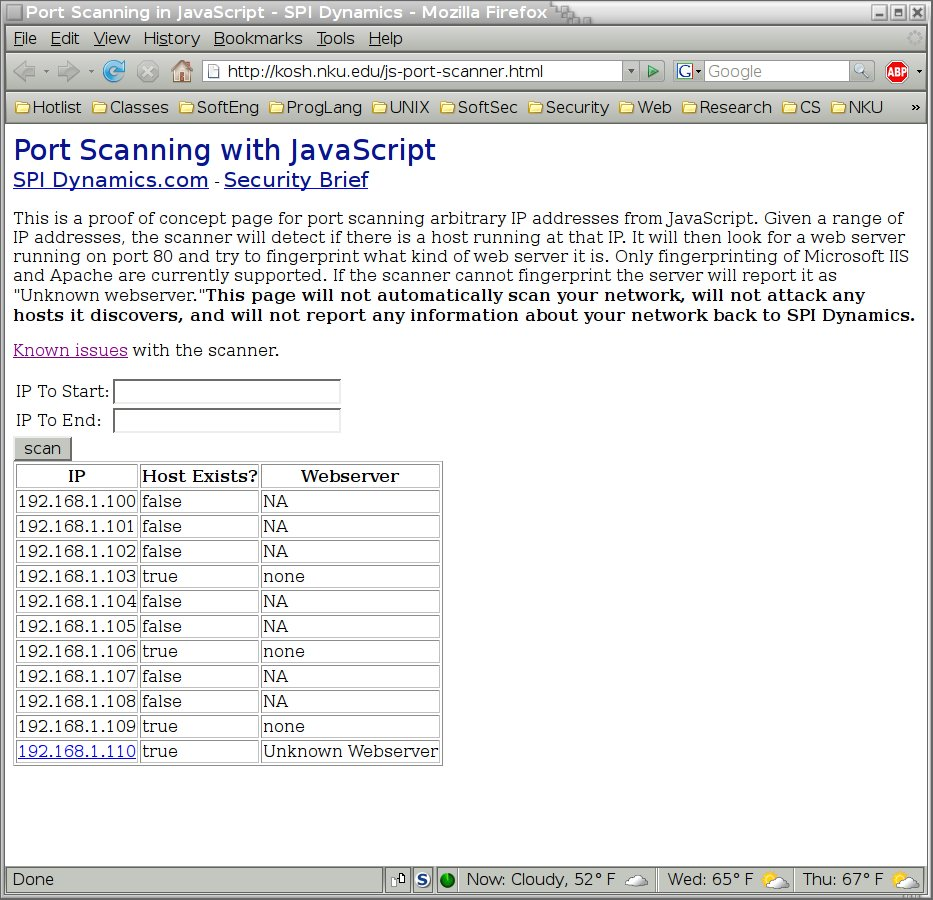 Port Scanning in JavaScript - SPI Dynamics - Mozilla Firefox
File Edit View History Bookmarks Tools Help
http://kosh.nku.edu/js-port-scanner.html G Google ABP
Hotlist Classes SoftEng ProgLang UNIX SoftSec Security Web Research CS NKU »
Port Scanning with JavaScript
SPI Dynamics.com - Security Brief
This is a proof of concept page for port scanning arbitrary IP addresses from JavaScript. Given a range of
IP addresses, the scanner will detect if there is a host running at that IP. It will then look for a web server
running on port 80 and try to fingerprint what kind of web server it is. Only fingerprinting of Microsoft IIS
and Apache are currently supported. If the scanner cannot fingerprint the server will report it as
"Unknown webserver."This page will not automatically scan your network, will not attack any
hosts it discovers, and will not report any information about your network back to SPI Dynamics.
Known issues with the scanner.
IP To Start:
IP To End:
scan
IP Host Exists? Webserver
192.168.1.100 false NA
192.168.1.101 false NA
192.168.1.102 false NA
192.168.1.103 true none
192.168.1.104 false NA
192.168.1.105 false NA
192.168.1.106 true none
192.168.1.107 false NA
192.168.1.108 false NA
192.168.1.109 true none
192.168.1.110 true Unknown Webserver
Done S Now: Cloudy, 52° F Wed: 65° F Thu: 67° F